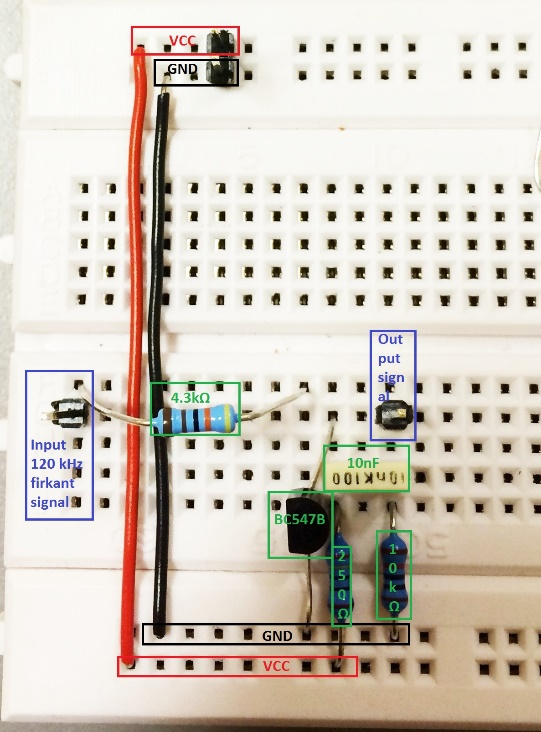 VCC
GND
Out
put
sign
al
4.3kΩ
Input
120 kHz
firkant
signal
10nF
10nK100
BC547B
2
5
0
Ω
1
0
k
Ω
GND
VCC